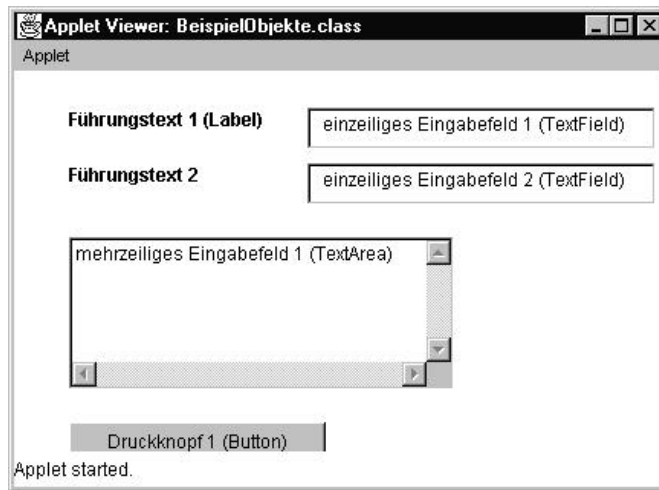 Applet Viewer: BeispielObjekte.class
Applet
Führungstext 1 (Label)
einzeiliges Eingabefeld 1 (TextField)
Führungstext 2
einzeiliges Eingabefeld 2 (TextField)
mehrzeiliges Eingabefeld 1 (TextArea)
Druckknopf 1 (Button)
Applet started.